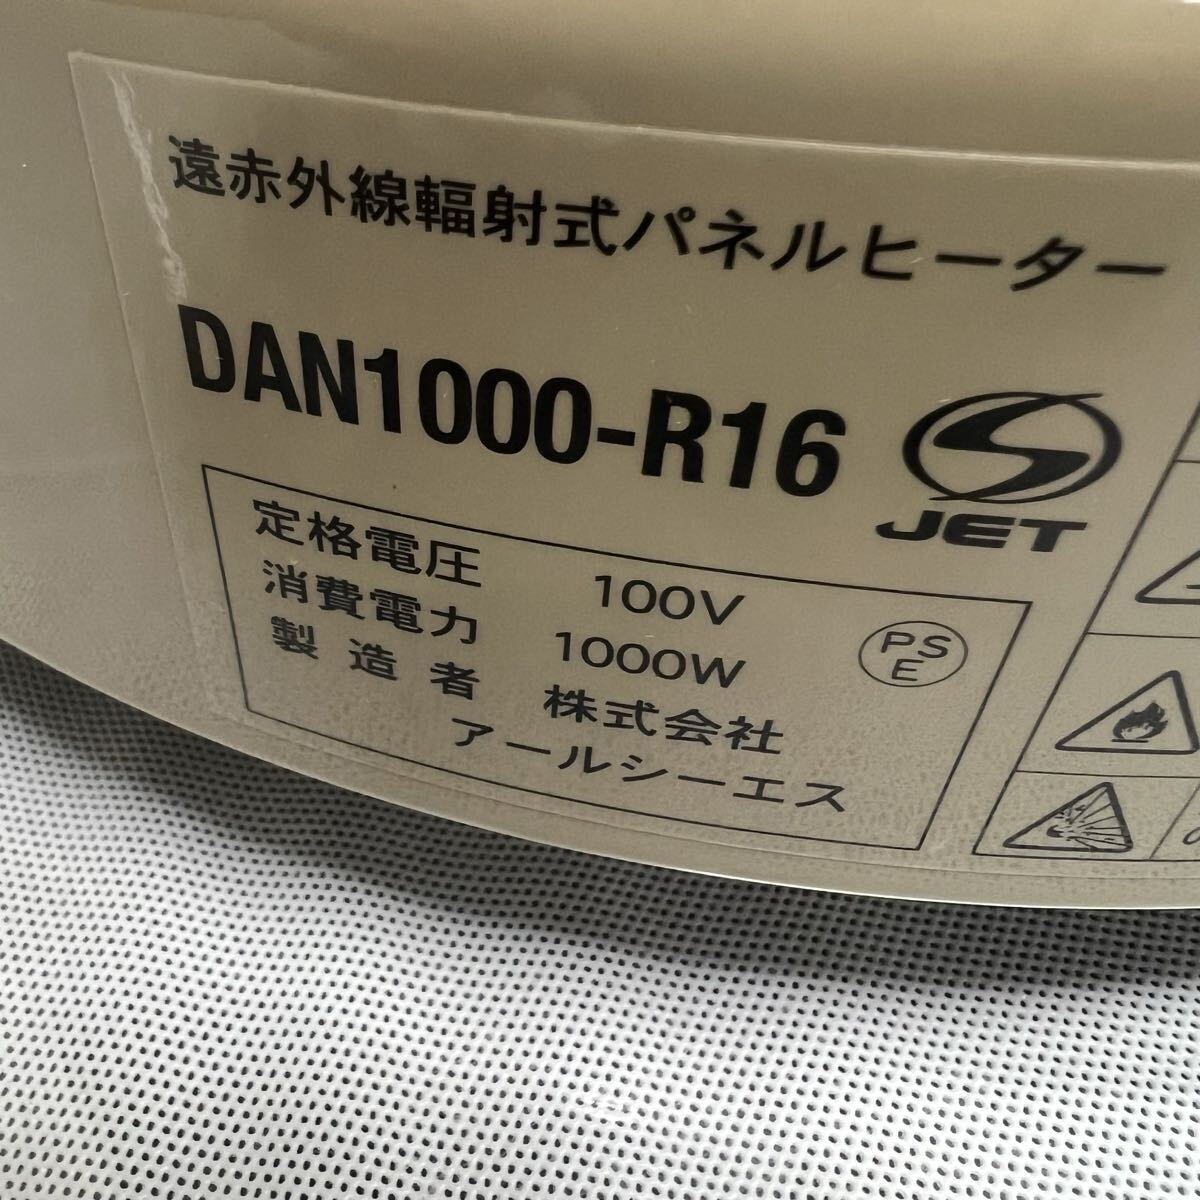 遠赤外線輻射式パネルヒーター
DAN1000-R16
JET
定格電圧 100V
消費電力 1000W
製造者 株式会社
アールシーエス
PS
E